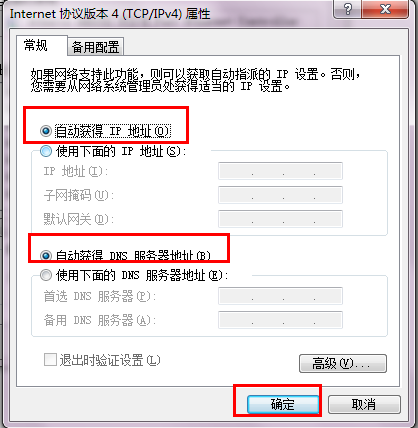 Internet 协议版本 4 (TCP/IPv4) 属性
常规
备用配置
如果网络支持此功能，则可以获取自动指派的 IP 设置。否则，
您需要从网络系统管理员处获得适当的 IP 设置。
自动获得 IP 地址(O)
使用下面的 IP 地址(S):
IP 地址(I):
子网掩码(U):
默认网关(D):
自动获得 DNS 服务器地址(B)
使用下面的 DNS 服务器地址(E):
首选 DNS 服务器(P):
备用 DNS 服务器(A):
退出时验证设置(L)
高级(V)...
确定
取消